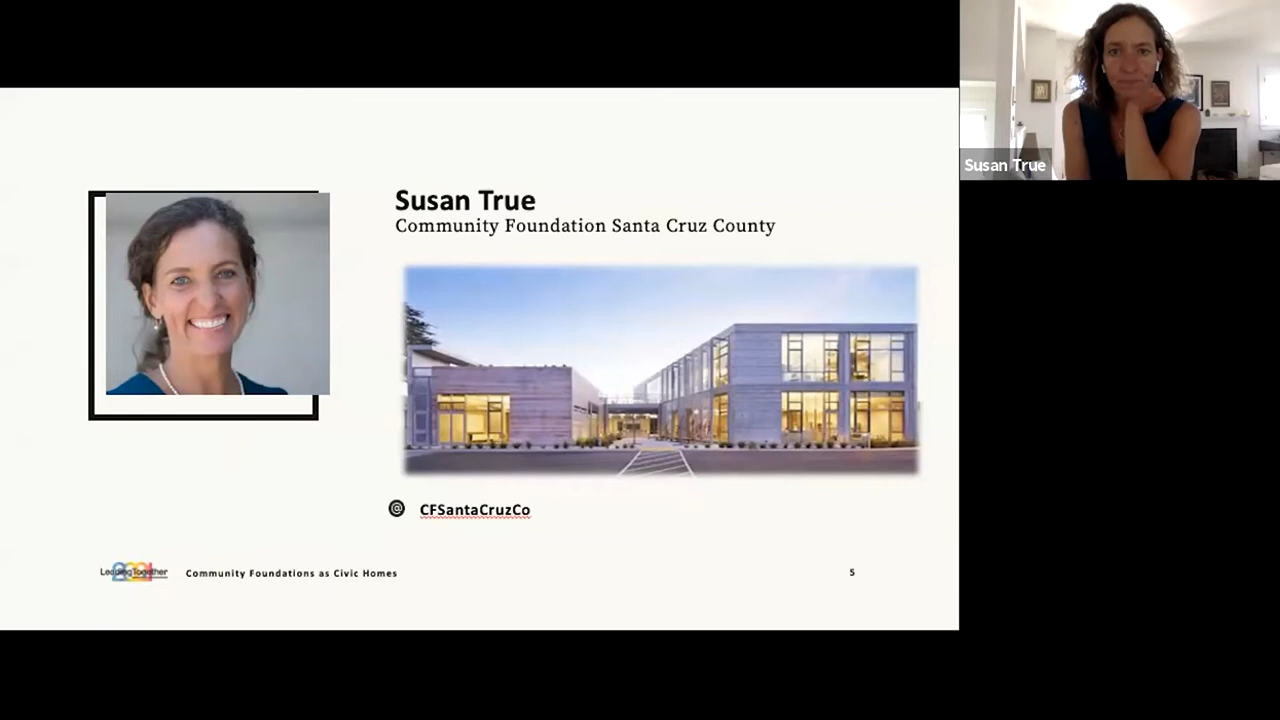 Susan True
Community Foundation Santa Cruz County
@ CFSantaCruzCo
Leading Together
Community Foundations as Civic Homes
5
Susan True